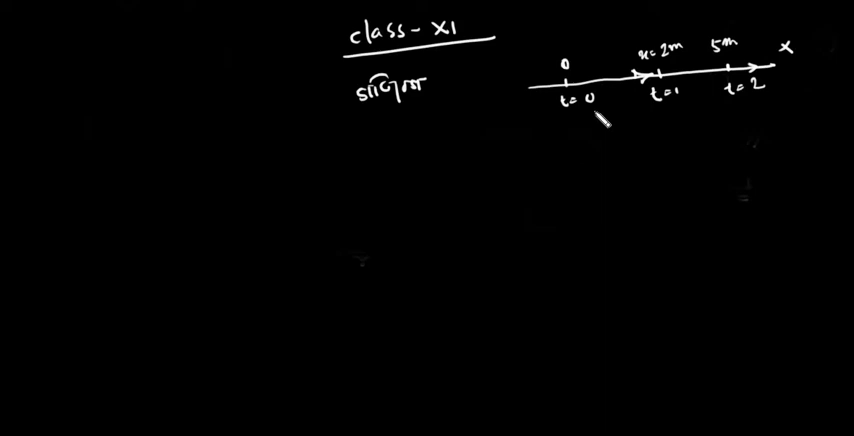 class - XI
গতিবিদ্যা
0 x = 2m 5m X
t = 0 t = 1 t = 2